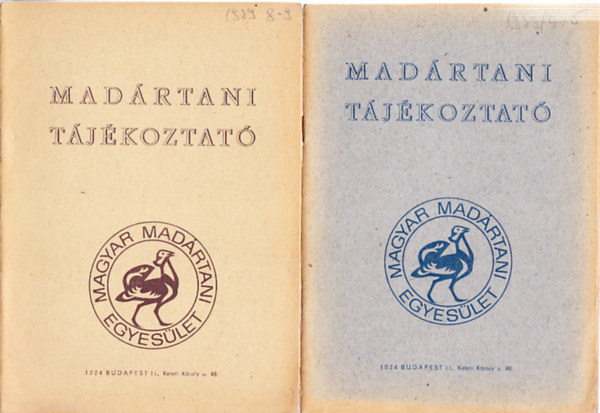 MADÁRTANI
TÁJÉKOZTATÓ
MAGYAR MADÁRTANI
EGYESÜLET
1024 BUDAPEST II., Keleti Károly u. 48.
MADÁRTANI
TÁJÉKOZTATÓ
MAGYAR MADÁRTANI
EGYESÜLET
1024 BUDAPEST II., Keleti Károly u. 48.